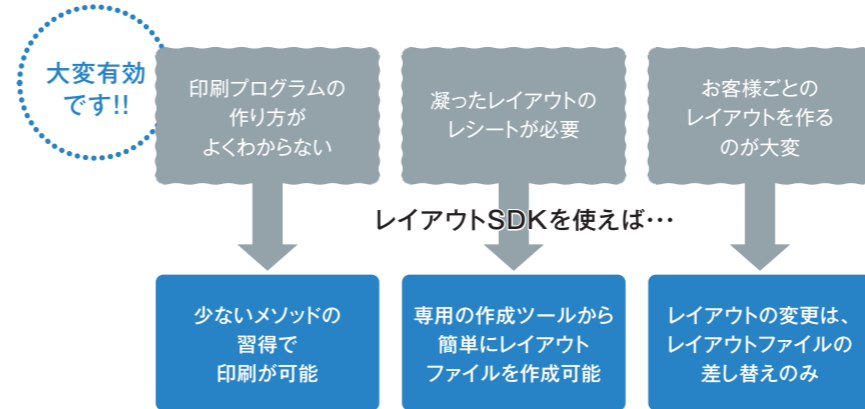 大変有効
です!!
印刷プログラムの
作り方が
よくわからない
凝ったレイアウトの
レシートが必要
お客様ごとの
レイアウトを作る
のが大変
レイアウトSDKを使えば…
少ないメソッドの
習得で
印刷が可能
専用の作成ツールから
簡単にレイアウト
ファイルを作成可能
レイアウトの変更は、
レイアウトファイルの
差し替えのみ